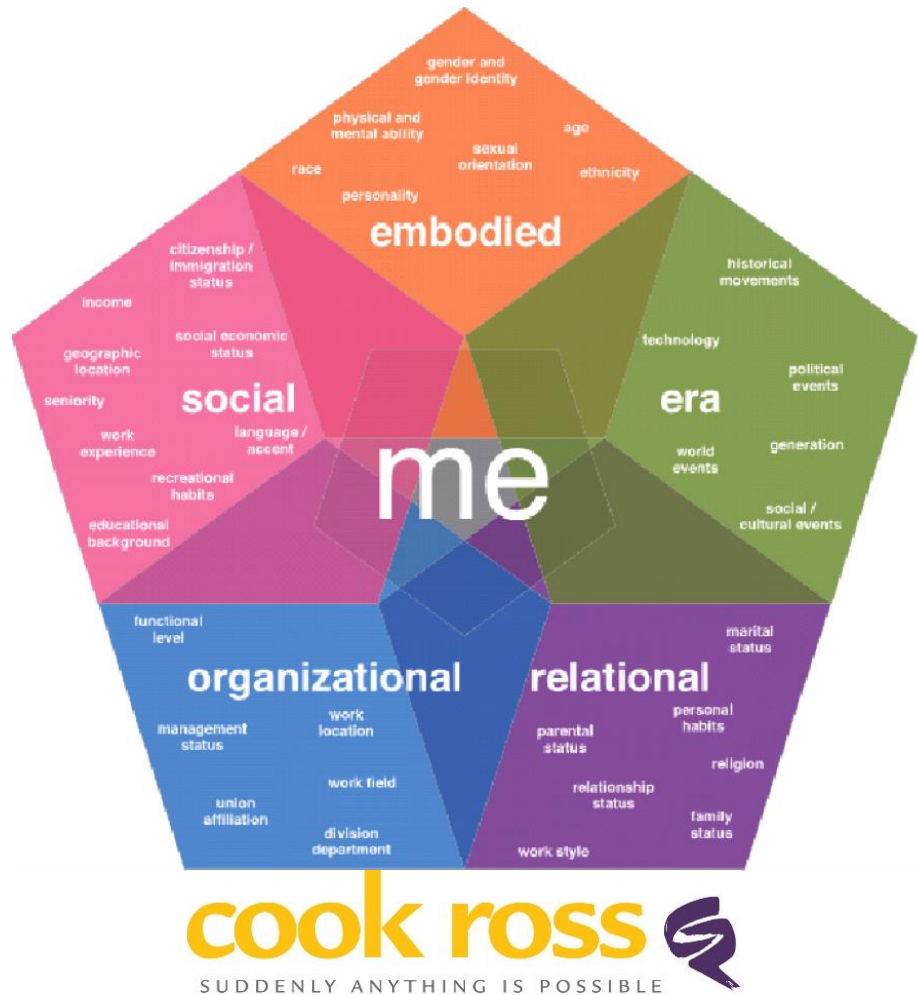 gender and
gender identity
physical and
mental ability
age
sexual
orientation
race
ethnicity
personality
embodied
citizenship /
immigration
status
income
social economic
status
geographic
location
seniority
social
language /
accent
work
experience
recreational
habits
educational
background
historical
movements
technology
political
events
era
generation
world
events
social /
cultural events
me
functional
level
organizational
work
location
management
status
work field
union
affiliation
division
department
marital
status
relational
personal
habits
parental
status
religion
relationship
status
family
status
work style
cook ross
SUDDENLY ANYTHING IS POSSIBLE